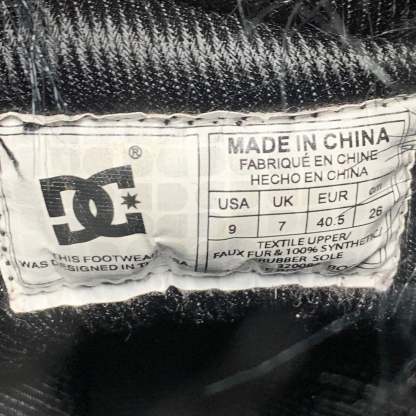 DC ®
THIS FOOTWEAR
WAS DESIGNED IN
MADE IN CHINA
FABRIQUÉ EN CHINE
HECHO EN CHINA
USA UK EUR cm
9 7 40.5 26
TEXTILE UPPER/
FAUX FUR & 100% SYNTHETIC/
RUBBER SOLE